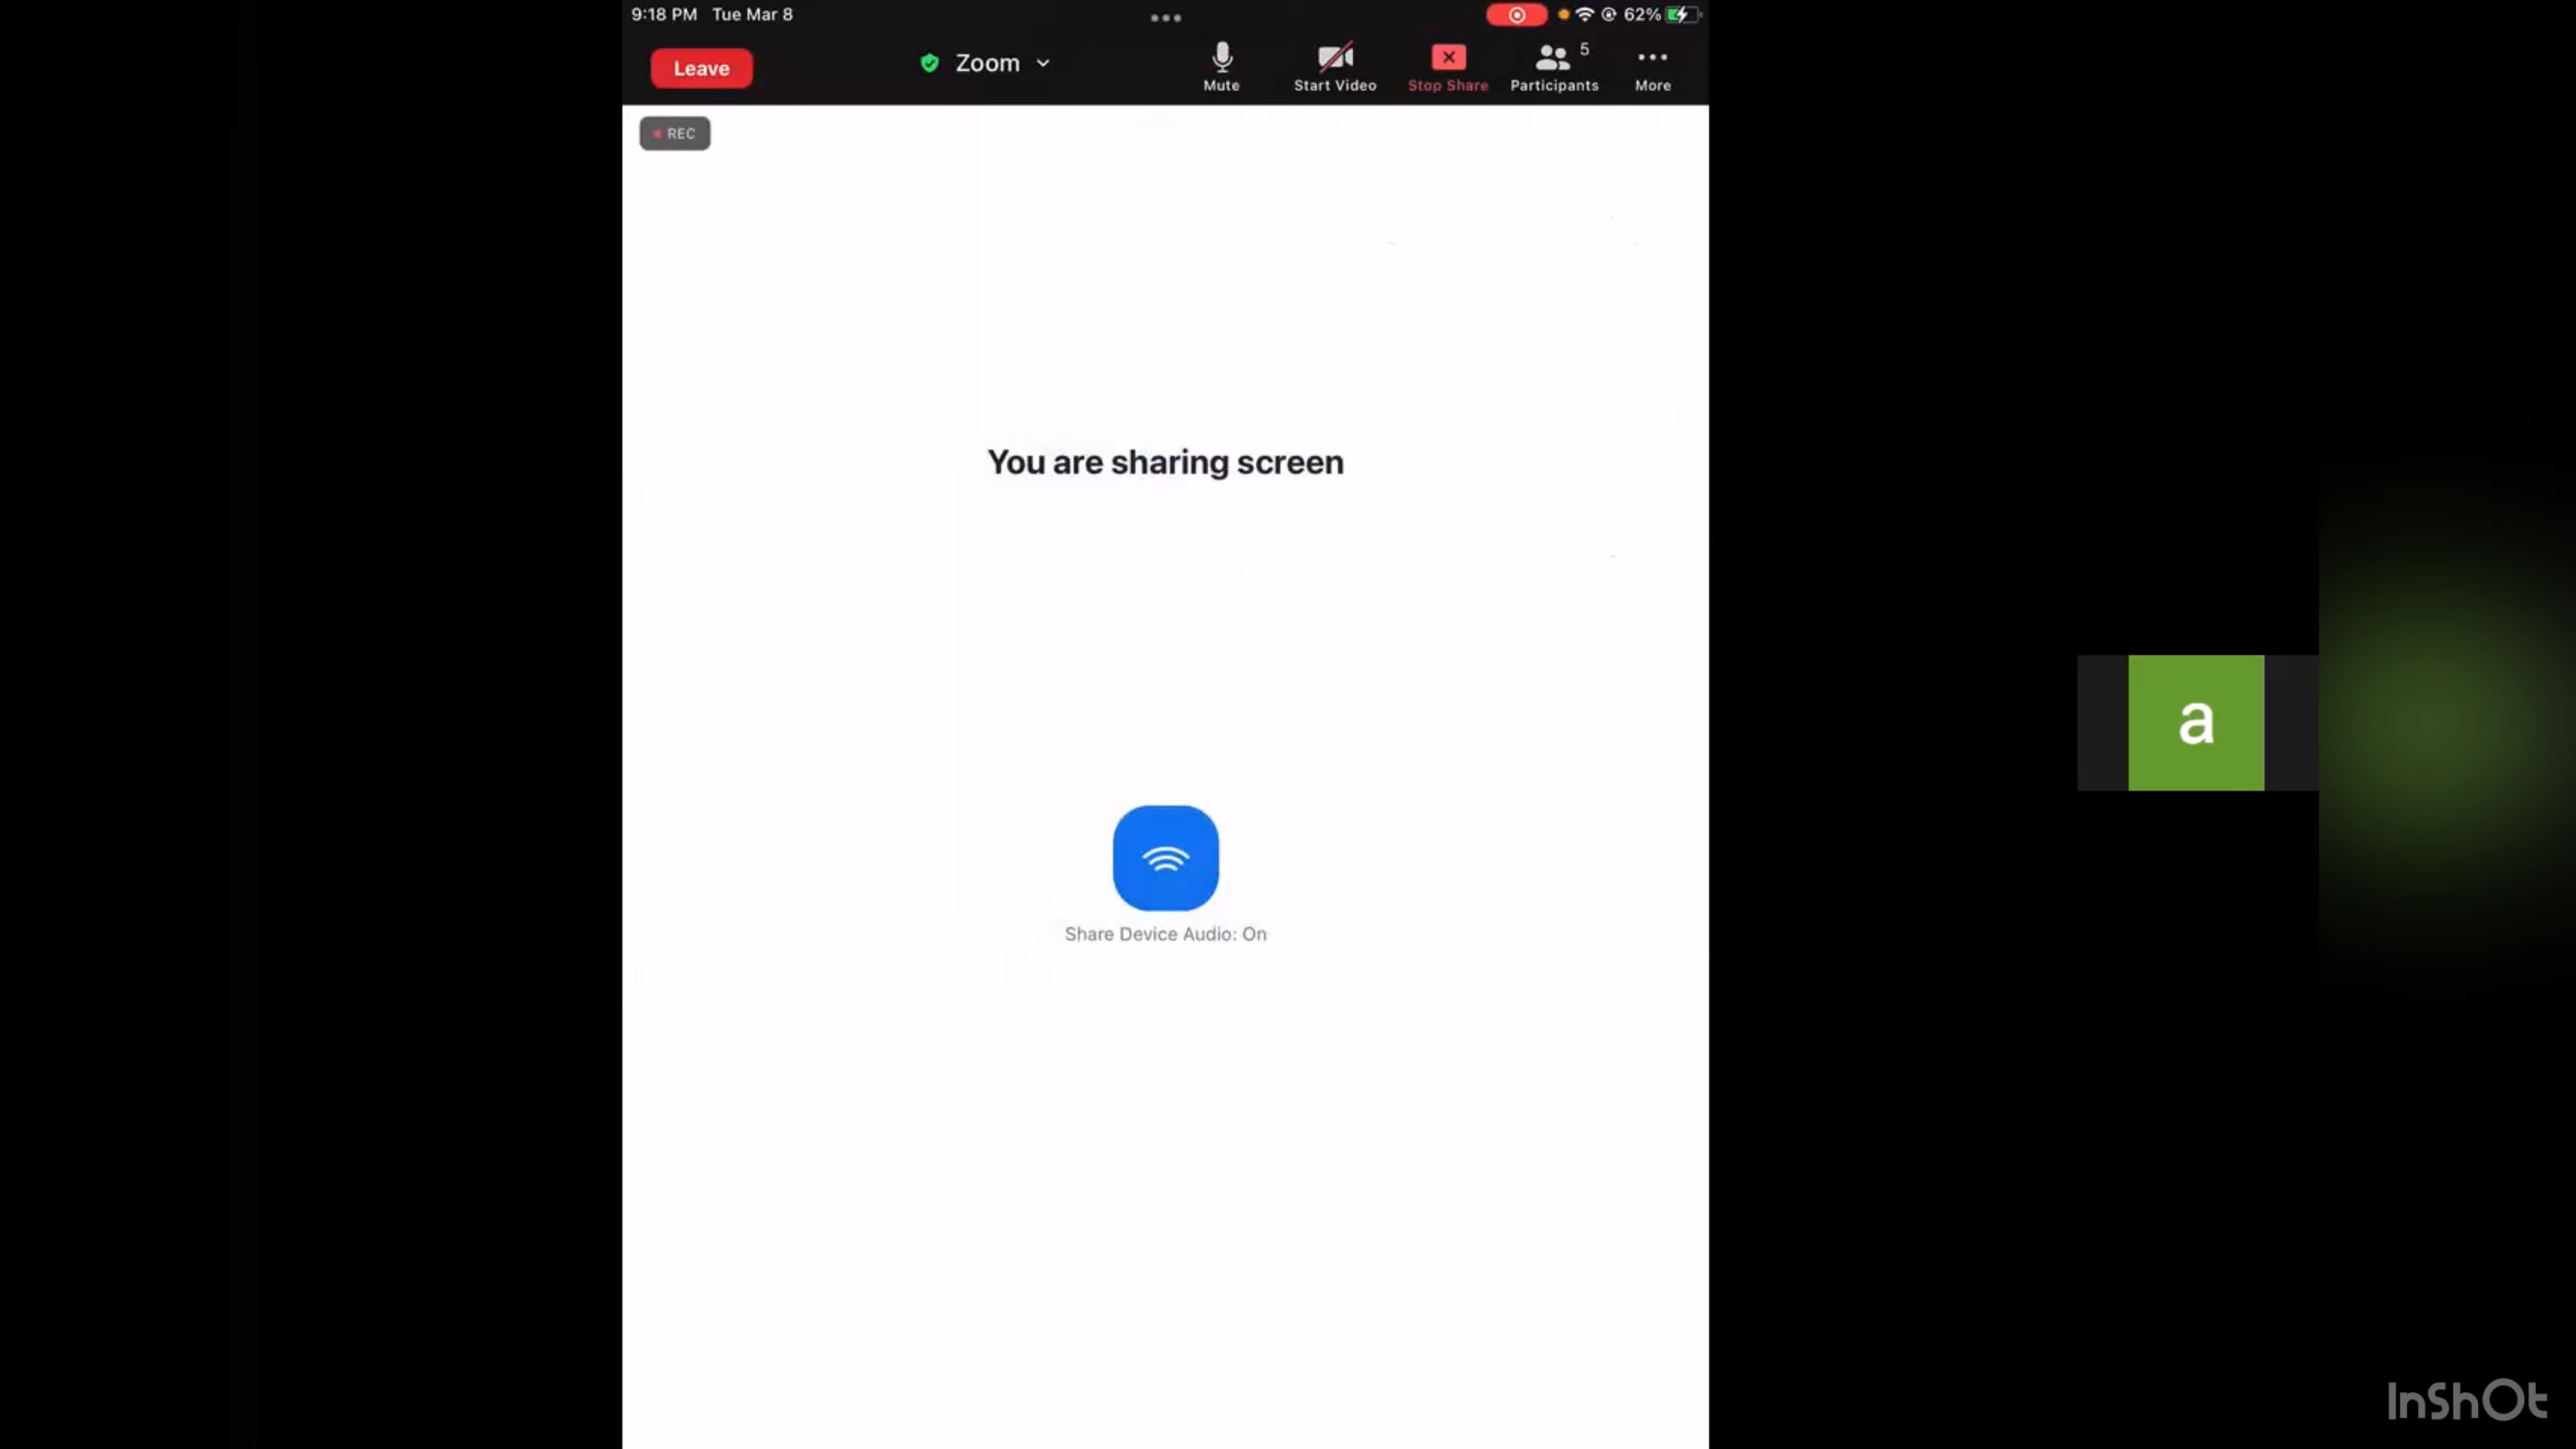 9:18 PM Tue Mar 8
62%
Leave
Zoom
Mute
Start Video
Stop Share
5
Participants
More
REC
You are sharing screen
a
Share Device Audio: On
InShOt